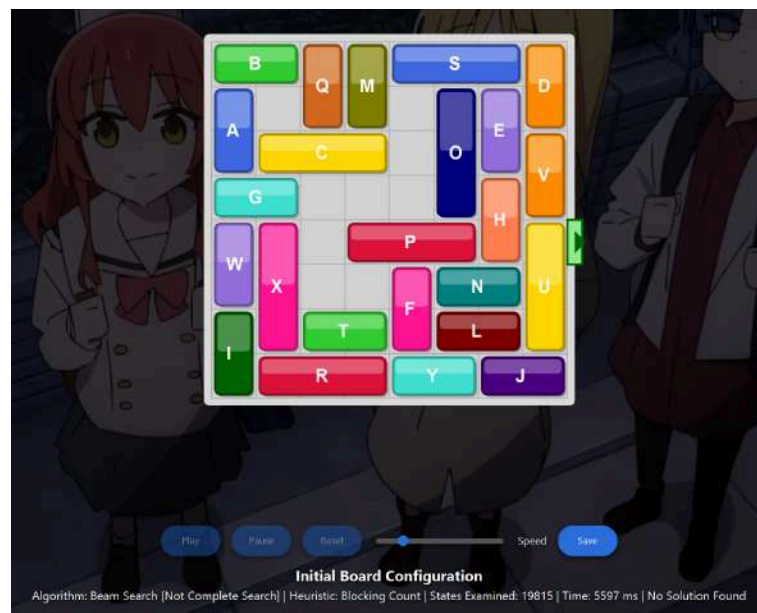 B Q M S D
A C O E V
G H
W X P U
F N
I T L
R Y J
Play Pause Reset Speed Save
Initial Board Configuration
Algorithm: Beam Search [Not Complete Search] | Heuristic: Blocking Count | States Examined: 19815 | Time: 5597 ms | No Solution Found